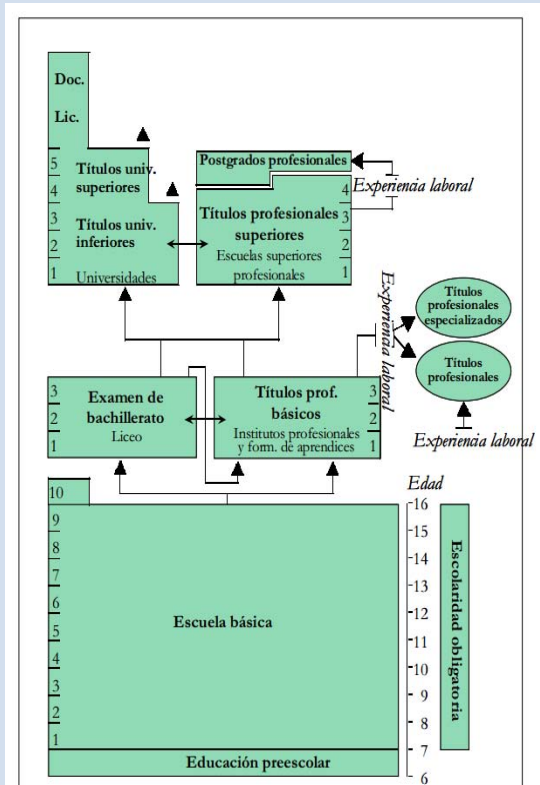 Doc.
Lic.
5
4
3
2
1
Títulos univ.
superiores
Títulos univ.
inferiores
Universidades
Postgrados profesionales
Experiencia laboral
4
3
2
1
Títulos profesionales
superiores
Escuelas superiores
profesionales
Experiencia laboral
Títulos
profesionales
especializados
Títulos
profesionales
Experiencia laboral
3
2
1
Examen de
bachillerato
Liceo
Títulos prof.
básicos
Institutos profesionales
y form. de aprendices
3
2
1
10
9
8
7
6
5
4
3
2
1
Escuela básica
Educación preescolar
Edad
16
15
14
13
12
11
10
9
8
7
6
Escolaridad obligatoria